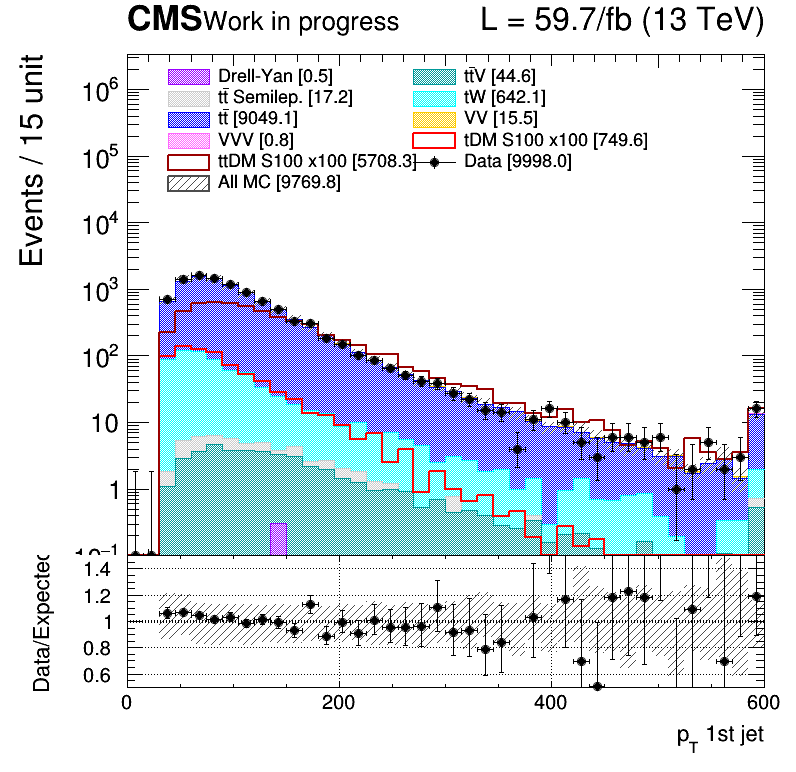 CMS Work in progress L = 59.7/fb (13 TeV)
Events / 15 unit
Drell-Yan [0.5] tt̄V [44.6]
tt̄ Semilep. [17.2] tW [642.1]
tt̄ [9049.1] VV [15.5]
VVV [0.8] tDM S100 x100 [749.6]
ttDM S100 x100 [5708.3] Data [9998.0]
All MC [9769.8]
10⁶
10⁵
10⁴
10³
10²
10
1
10⁻¹
Data/Expected
1.4
1.2
1
0.8
0.6
0 200 400 600
p_T 1st jet